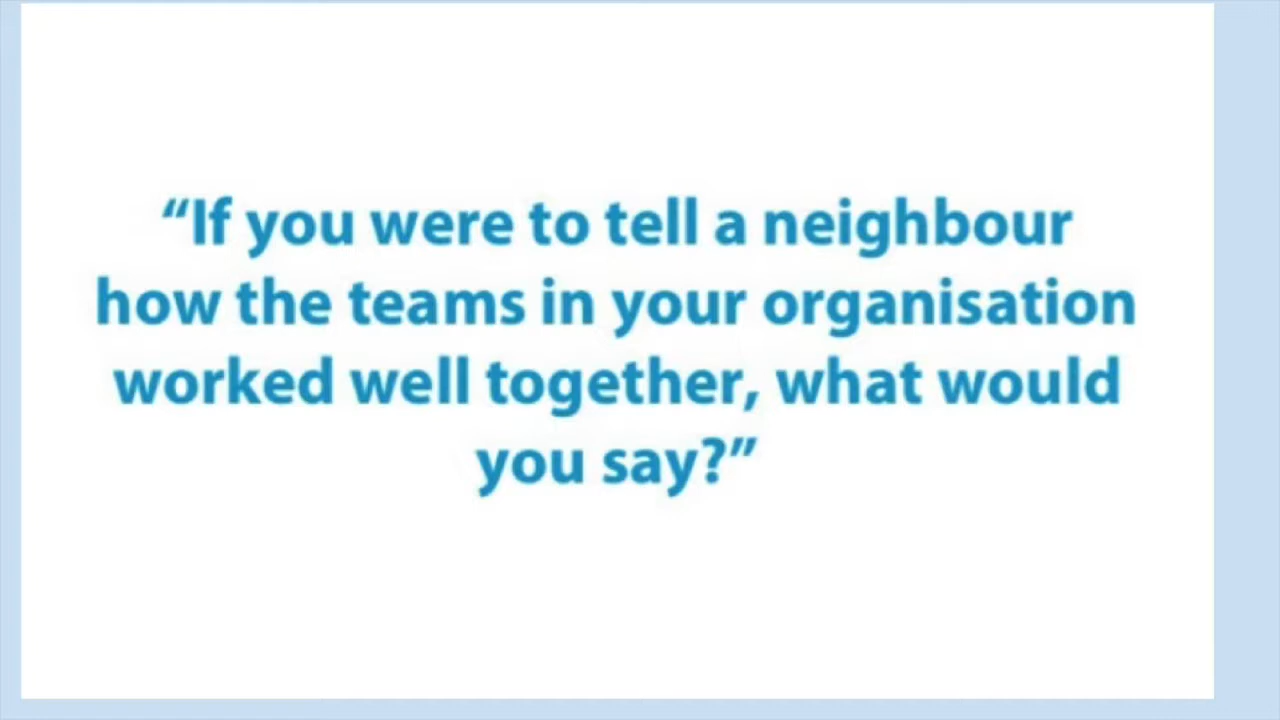 “If you were to tell a neighbour
how the teams in your organisation
worked well together, what would
you say?”